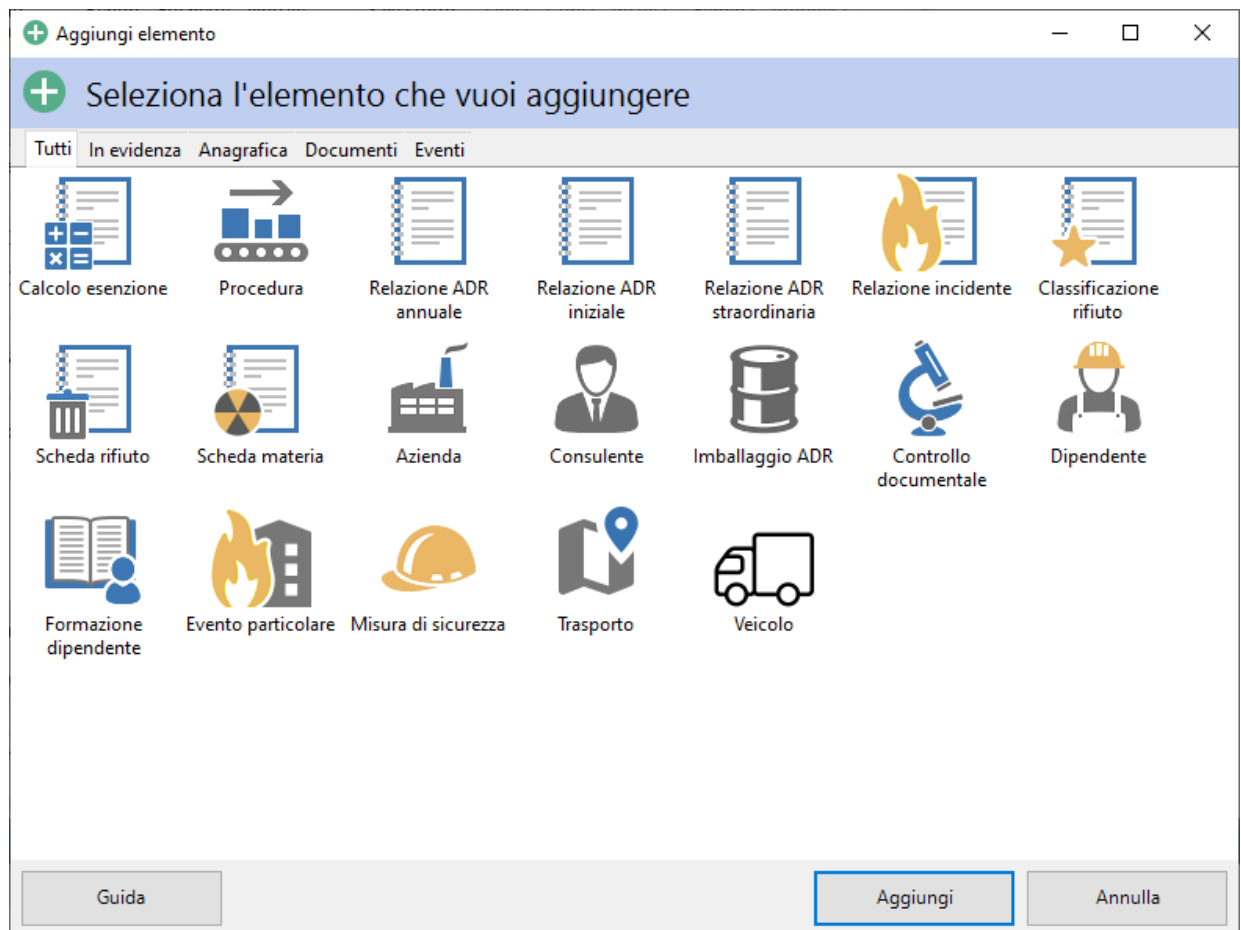 Aggiungi elemento
Seleziona l'elemento che vuoi aggiungere
Tutti In evidenza Anagrafica Documenti Eventi
Calcolo esenzione
Procedura
Relazione ADR
annuale
Relazione ADR
iniziale
Relazione ADR
straordinaria
Relazione incidente
Classificazione
rifiuto
Scheda rifiuto
Scheda materia
Azienda
Consulente
Imballaggio ADR
Controllo
documentale
Dipendente
Formazione
dipendente
Evento particolare
Misura di sicurezza
Trasporto
Veicolo
Guida
Aggiungi
Annulla